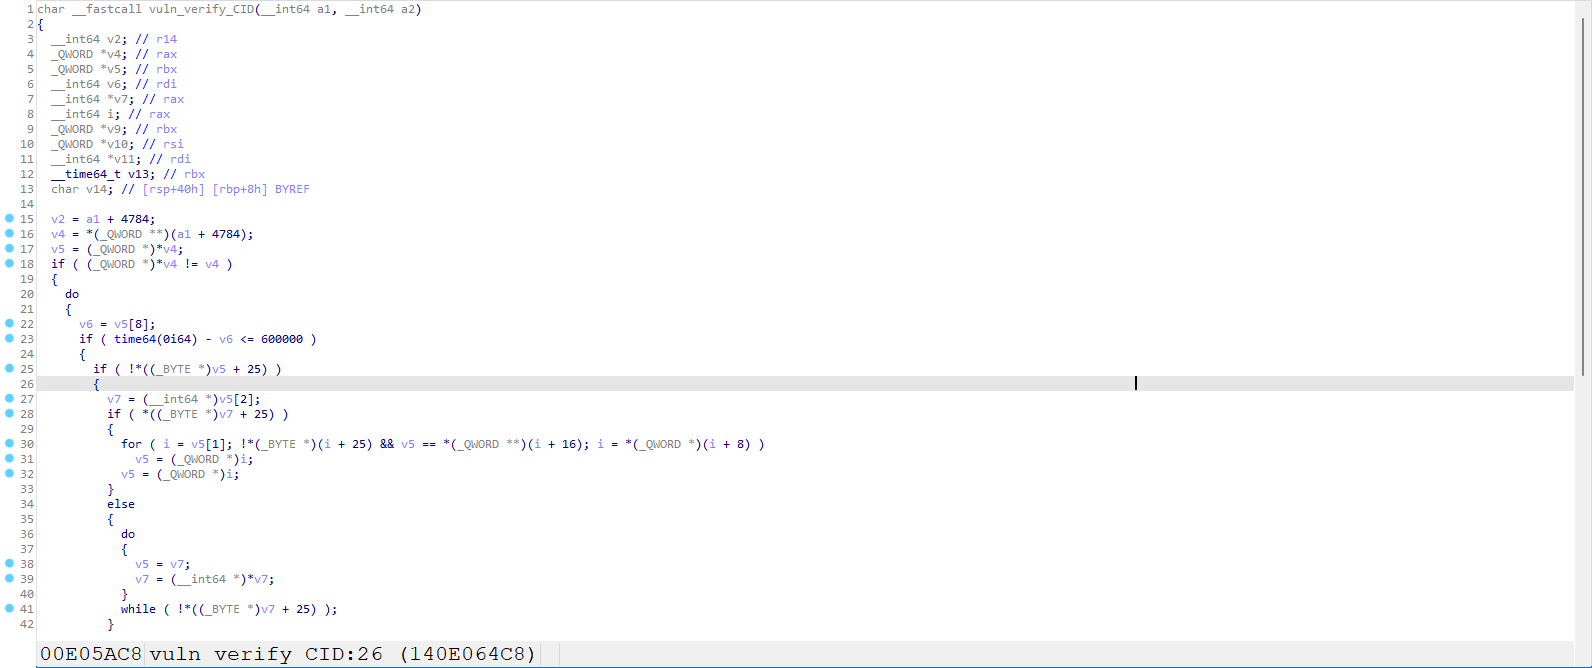 1 char __fastcall vuln_verify_CID(__int64 a1, __int64 a2)
2 {
3 __int64 v2; // r14
4 _QWORD *v4; // rax
5 _QWORD *v5; // rbx
6 __int64 v6; // rdi
7 __int64 *v7; // rax
8 __int64 i; // rax
9 _QWORD *v9; // rbx
10 _QWORD *v10; // rsi
11 __int64 *v11; // rdi
12 __time64_t v13; // rbx
13 char v14; // [rsp+40h] [rbp+8h] BYREF
14
15 v2 = a1 + 4784;
16 v4 = *(_QWORD **)(a1 + 4784);
17 v5 = (_QWORD *)*v4;
18 if ( (_QWORD *)*v4 != v4 )
19 {
20 do
21 {
22 v6 = v5[8];
23 if ( time64(0i64) - v6 <= 600000 )
24 {
25 if ( !*((_BYTE *)v5 + 25) )
26 {
27 v7 = (__int64 *)v5[2];
28 if ( *((_BYTE *)v7 + 25) )
29 {
30 for ( i = v5[1]; !*(_BYTE *)(i + 25) && v5 == *(_QWORD **)(i + 16); i = *(_QWORD *)(i + 8) )
31 v5 = (_QWORD *)i;
32 v5 = (_QWORD *)i;
33 }
34 else
35 {
36 do
37 {
38 v5 = v7;
39 v7 = (__int64 *)*v7;
40 }
41 while ( !*((_BYTE *)v7 + 25) );
42 }
00E05AC8 vuln_verify_CID:26 (140E064C8)